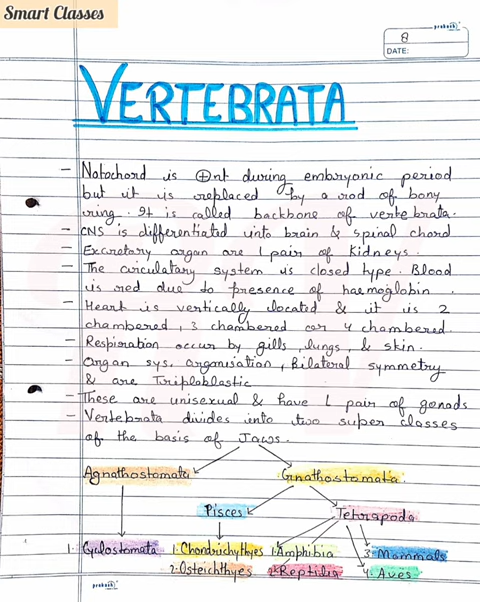 Smart Classes
prakash
8
DATE:
VERTEBRATA
- Notochord is ⊕nt during embryonic period
but it is replaced by a rod of bony
ring. It is called backbone of vertebrata.
- CNS is differentiated into brain & spinal chord
- Excretary organ are 1 pair of kidneys.
- The circulatary system is closed type. Blood
is red due to presence of haemoglobin.
- Heart is vertically located & it is 2
chambered, 3 chambered or 4 chambered.
- Respiration occur by gills, lungs, & skin.
- Organ sys. organisation, Bilateral symmetry
& are Triploblastic
- These are unisexual & have 1 pair of gonads
- Vertebrata divides into two super classes
of the basis of Jaws.
Agnathostomata Gnathostomata
Pisces Tetrapoda
1. Cyclostomata 1. Chondrichythyes 1. Amphibia 3. Mammals
2. Osteichthyes 2. Reptilia 4. Aves
prakash